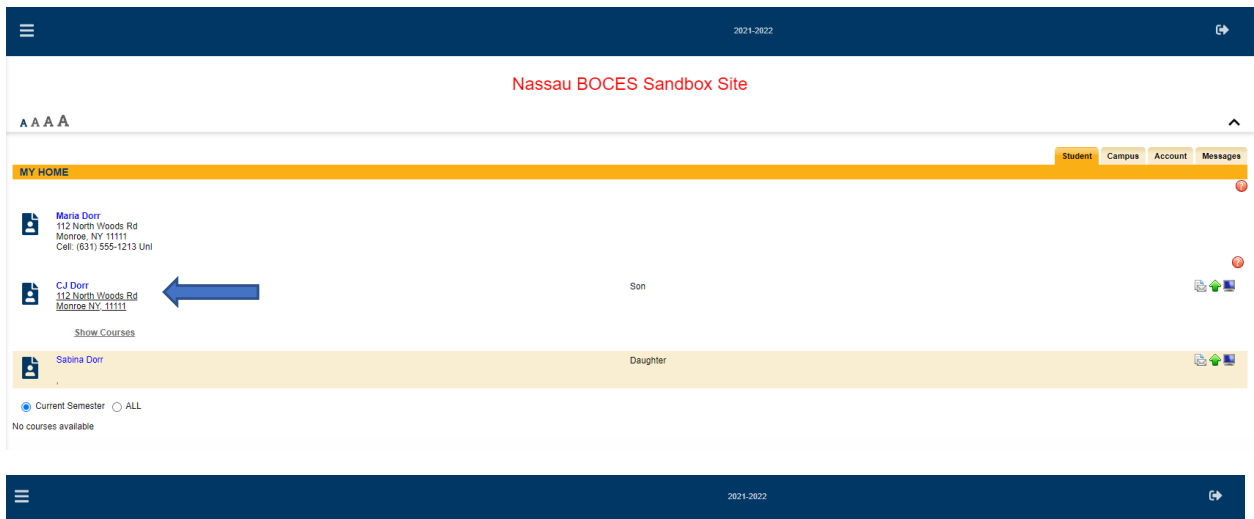 2021-2022
Nassau BOCES Sandbox Site
A A A A
Student Campus Account Messages
MY HOME
Maria Dorr
112 North Woods Rd
Monroe, NY 11111
Cell: (631) 555-1213 Unl
CJ Dorr Son
112 North Woods Rd
Monroe NY, 11111
Show Courses
Sabina Dorr Daughter
,
Current Semester ALL
No courses available
2021-2022